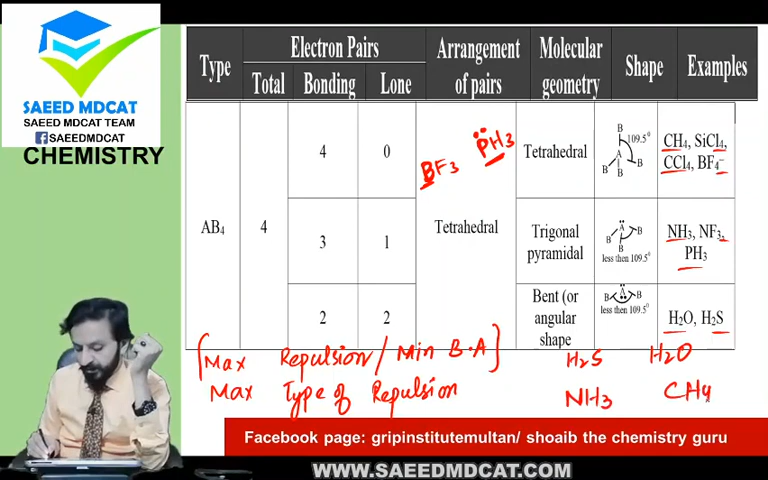 SAEED MDCAT
SAEED MDCAT TEAM
f SAEEDMDCAT
CHEMISTRY
Type
Electron Pairs
Total
Bonding
Lone
Arrangement
of pairs
Molecular
geometry
Shape
Examples
AB₄
4
4
0
BF₃
PH₃
Tetrahedral
B
109.5⁰
A
B
B
B
CH₄, SiCl₄,
CCl₄, BF₄⁻
3
1
Tetrahedral
Trigonal
pyramidal
A
B
B
B
less then 109.5⁰
NH₃, NF₃,
PH₃
2
2
Bent (or
angular
shape
B
A
B
less then 109.5⁰
H₂O, H₂S
[Max Repulsion / Min B.A]
H₂S H₂O
Max Type of Repulsion
NH₃ CH₄
Facebook page: gripinstitutemultan/ shoaib the chemistry guru
WWW.SAEEDMDCAT.COM